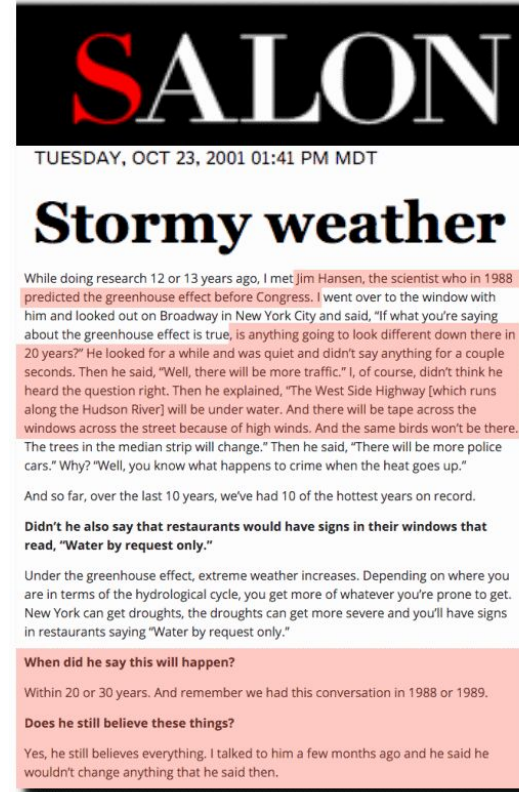 SALON
TUESDAY, OCT 23, 2001 01:41 PM MDT
Stormy weather
While doing research 12 or 13 years ago, I met Jim Hansen, the scientist who in 1988
predicted the greenhouse effect before Congress. I went over to the window with
him and looked out on Broadway in New York City and said, “If what you’re saying
about the greenhouse effect is true, is anything going to look different down there in
20 years?” He looked for a while and was quiet and didn’t say anything for a couple
seconds. Then he said, “Well, there will be more traffic.” I, of course, didn’t think he
heard the question right. Then he explained, “The West Side Highway [which runs
along the Hudson River] will be under water. And there will be tape across the
windows across the street because of high winds. And the same birds won’t be there.
The trees in the median strip will change.” Then he said, “There will be more police
cars.” Why? “Well, you know what happens to crime when the heat goes up.”
And so far, over the last 10 years, we’ve had 10 of the hottest years on record.
Didn’t he also say that restaurants would have signs in their windows that
read, “Water by request only.”
Under the greenhouse effect, extreme weather increases. Depending on where you
are in terms of the hydrological cycle, you get more of whatever you’re prone to get.
New York can get droughts, the droughts can get more severe and you’ll have signs
in restaurants saying “Water by request only.”
When did he say this will happen?
Within 20 or 30 years. And remember we had this conversation in 1988 or 1989.
Does he still believe these things?
Yes, he still believes everything. I talked to him a few months ago and he said he
wouldn’t change anything that he said then.